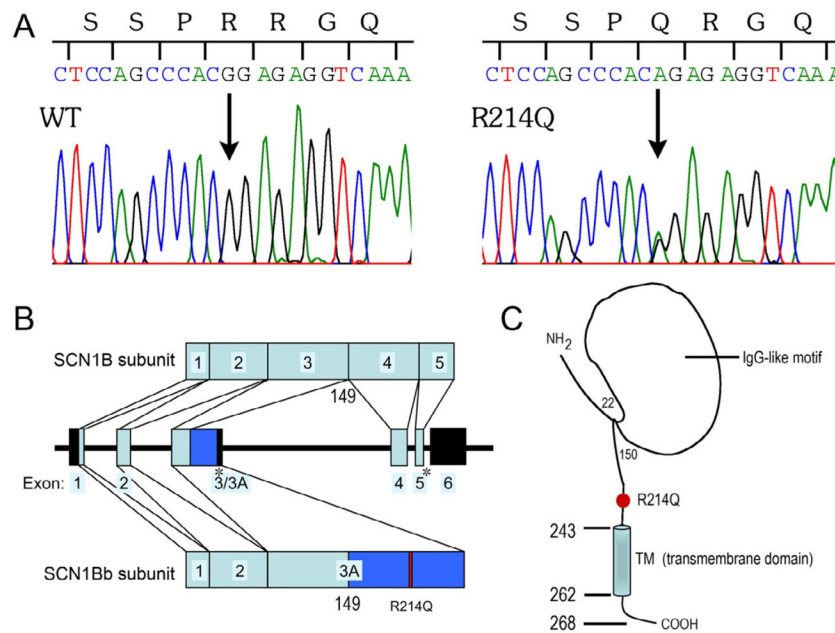 A
S S P R R G Q
CTCCAGCCCACGGAGAGGTCAAA
WT
S S P Q R G Q
CTCCAGCCCACAGAGAGGTCAAA
R214Q
B
SCN1B subunit
1 2 3 4 5
149
Exon: 1 2 *3/3A 4 5* 6
SCN1Bb subunit
1 2 3A
149
R214Q
C
NH2
IgG-like motif
22
150
R214Q
243
TM (transmembrane domain)
262
268
COOH